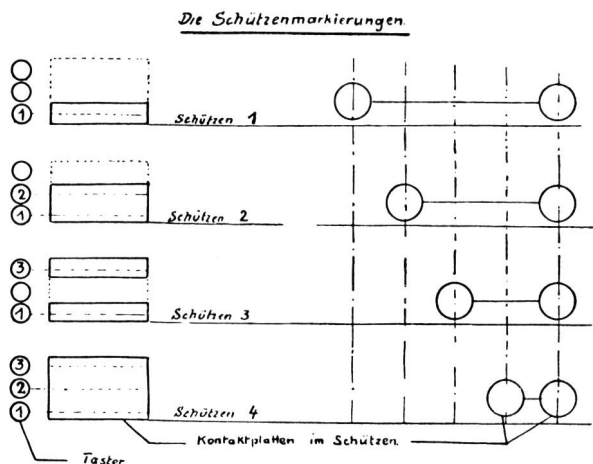 Die Schützenmarkierungen.
1 Schützen 1
2
1 Schützen 2
3
1 Schützen 3
3
2
1 Schützen 4
Kontaktplatten im Schützen.
Taster